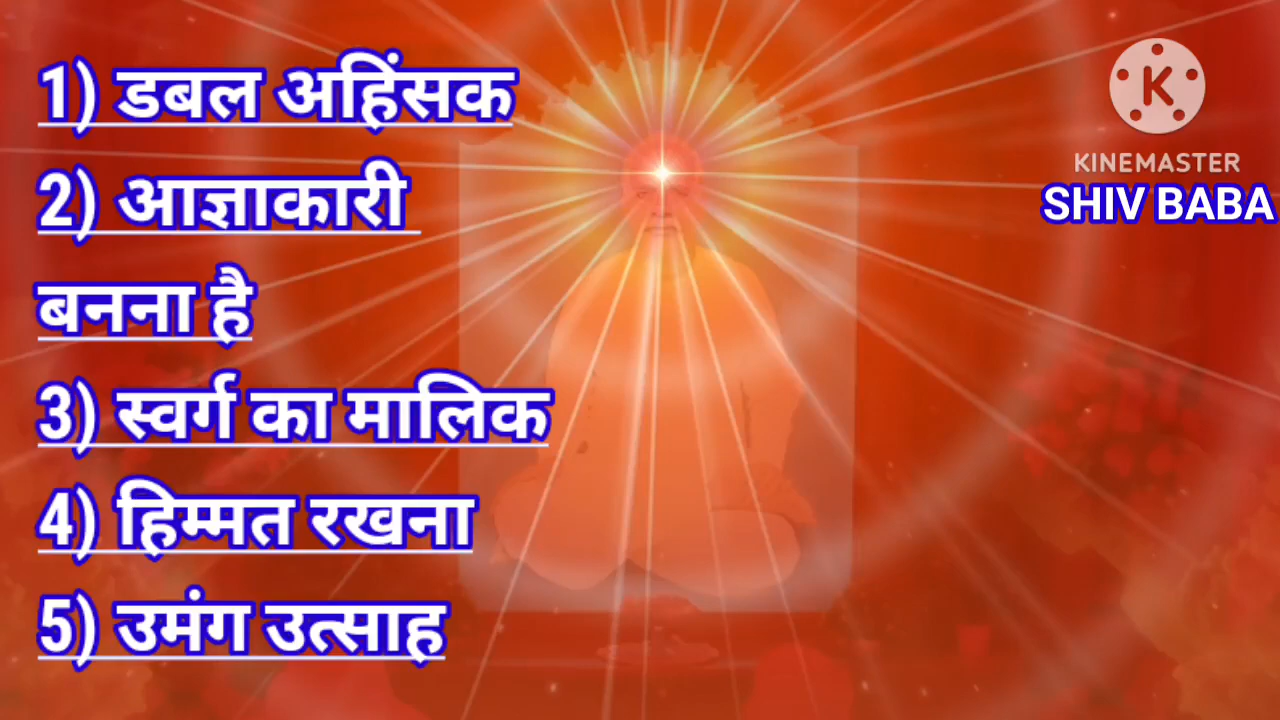 1) डबल अहिंसक
2) आज्ञाकारी
बनना है
3) स्वर्ग का मालिक
4) हिम्मत रखना
5) उमंग उत्साह
K
KINEMASTER
SHIV BABA